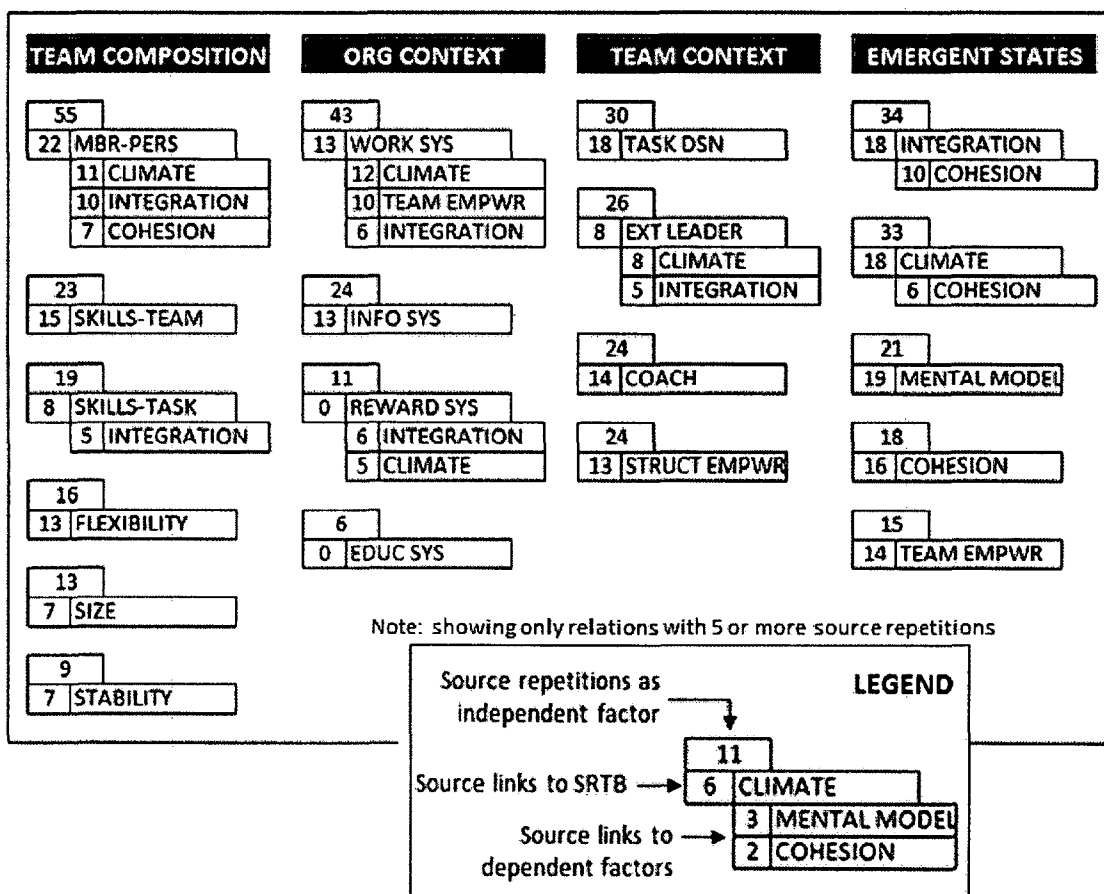 TEAM COMPOSITION
55
22 MBR-PERS
11 CLIMATE
10 INTEGRATION
7 COHESION
23
15 SKILLS-TEAM
19
8 SKILLS-TASK
5 INTEGRATION
16
13 FLEXIBILITY
13
7 SIZE
9
7 STABILITY
ORG CONTEXT
43
13 WORK SYS
12 CLIMATE
10 TEAM EMPWR
6 INTEGRATION
24
13 INFO SYS
11
0 REWARD SYS
6 INTEGRATION
5 CLIMATE
6
0 EDUC SYS
TEAM CONTEXT
30
18 TASK DSN
26
8 EXT LEADER
8 CLIMATE
5 INTEGRATION
24
14 COACH
24
13 STRUCT EMPWR
EMERGENT STATES
34
18 INTEGRATION
10 COHESION
33
18 CLIMATE
6 COHESION
21
19 MENTAL MODEL
18
16 COHESION
15
14 TEAM EMPWR
Note: showing only relations with 5 or more source repetitions
LEGEND
Source repetitions as
independent factor
11
Source links to SRTB
6 CLIMATE
3 MENTAL MODEL
Source links to
dependent factors
2 COHESION